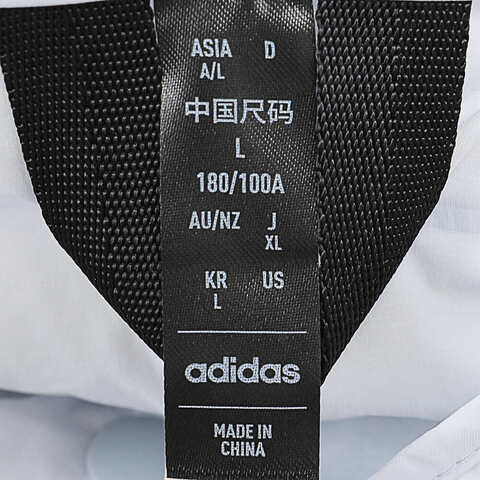 ASIA D
A/L
中国尺码
L
180/100A
AU/NZ J
XL
KR US
L
adidas
MADE IN
CHINA